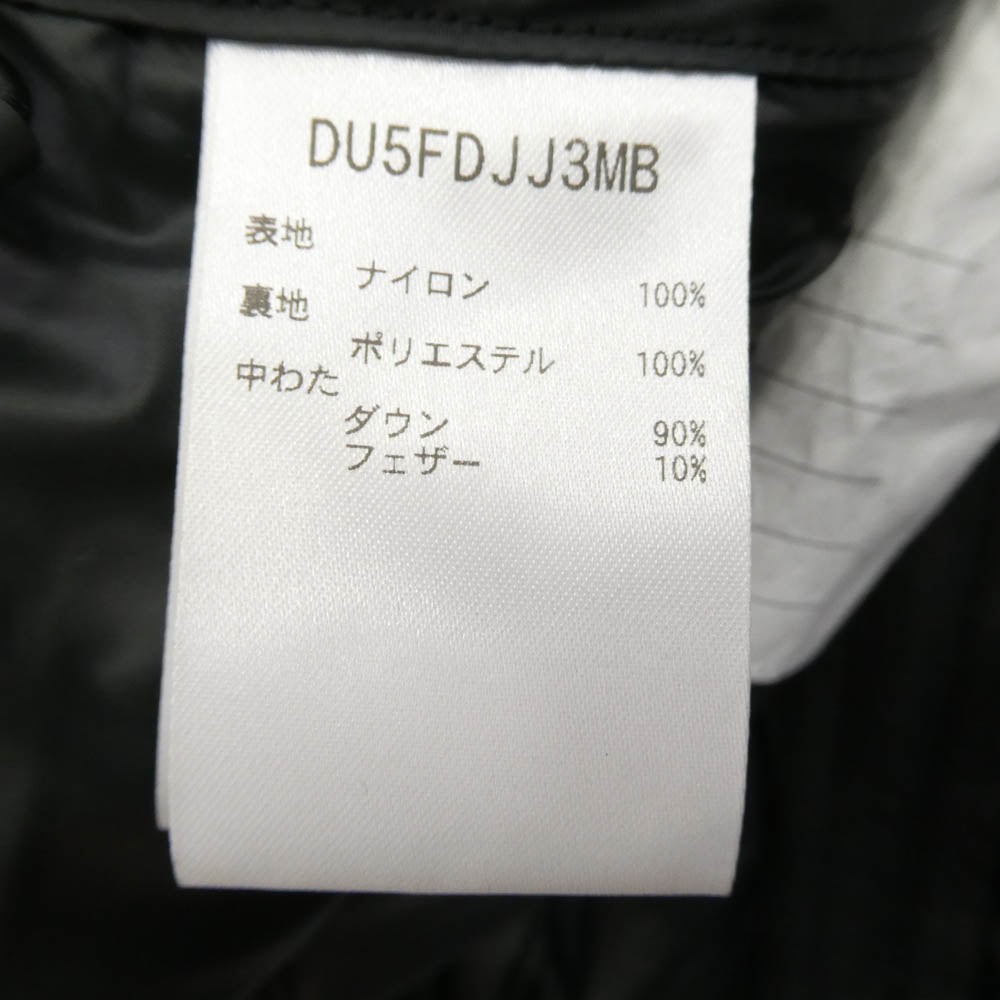 DU5FDJJ3MB
表地
ナイロン 100%
裏地
ポリエステル 100%
中わた
ダウン 90%
フェザー 10%